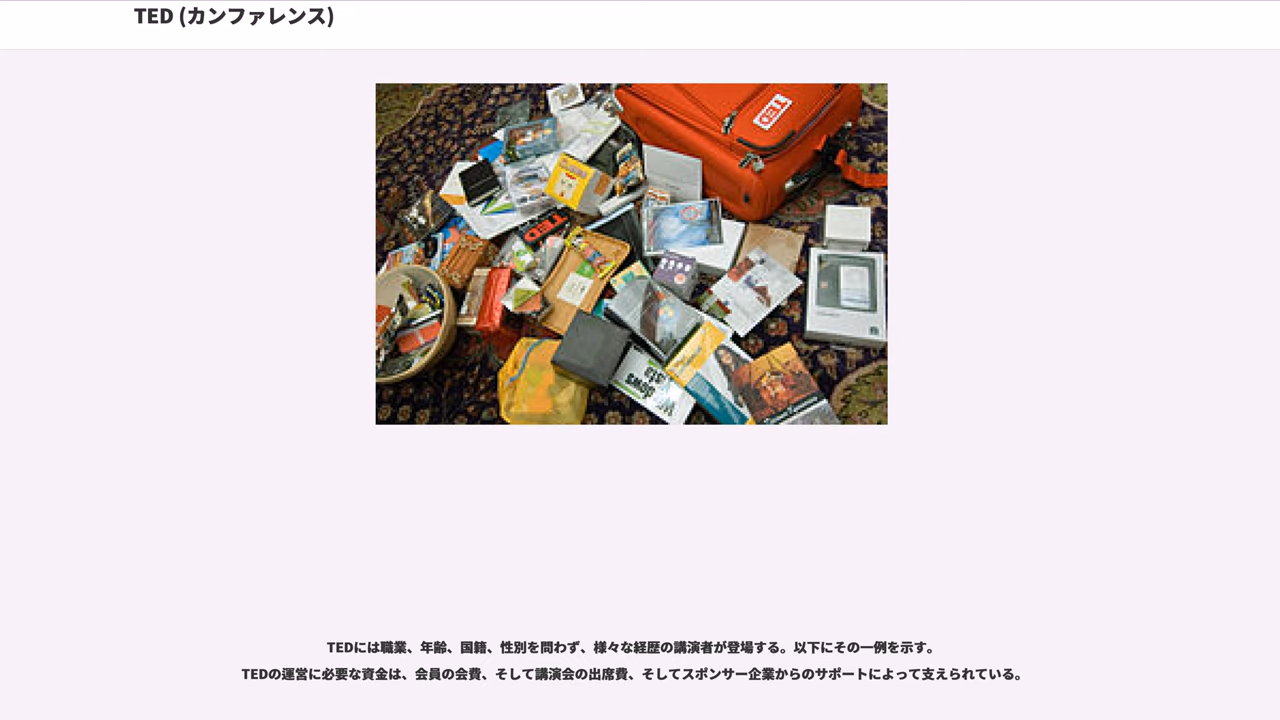 TED (カンファレンス)
TED
TED
TEDには職業、年齢、国籍、性別を問わず、様々な経歴の講演者が登場する。以下にその一例を示す。
TEDの運営に必要な資金は、会員の会費、そして講演会の出席費、そしてスポンサー企業からのサポートによって支えられている。